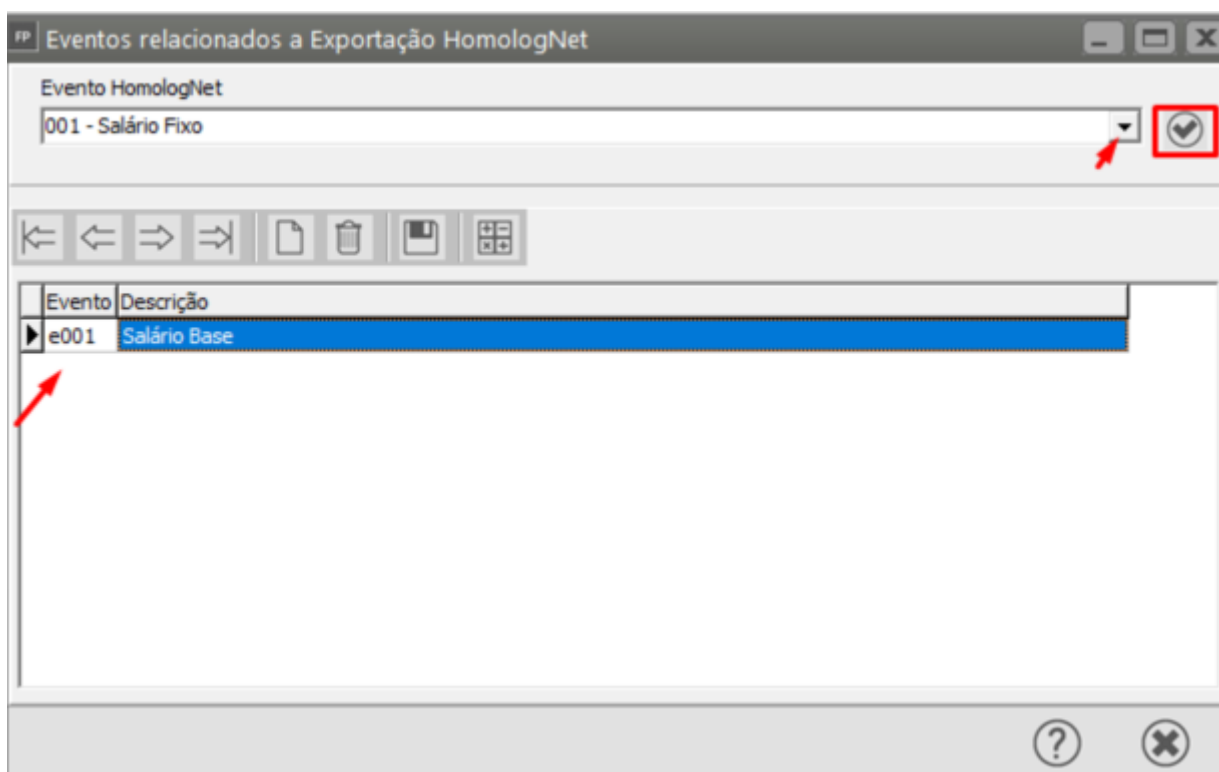 FP Eventos relacionados a Exportação HomologNet
Evento HomologNet
001 - Salário Fixo
Evento Descrição
e001 Salário Base